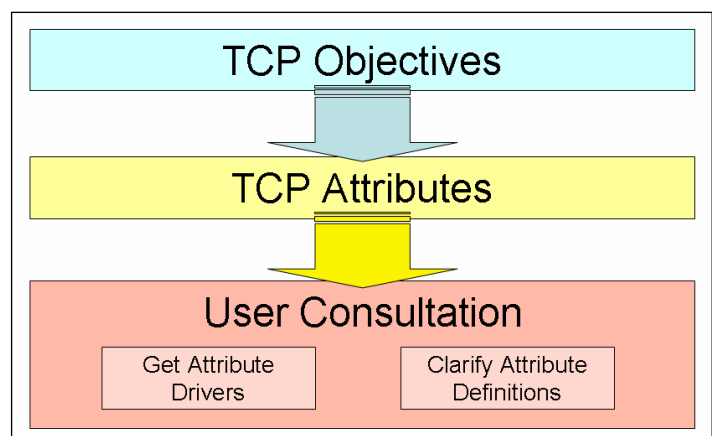 TCP Objectives
TCP Attributes
User Consultation
Get Attribute
Drivers
Clarify Attribute
Definitions